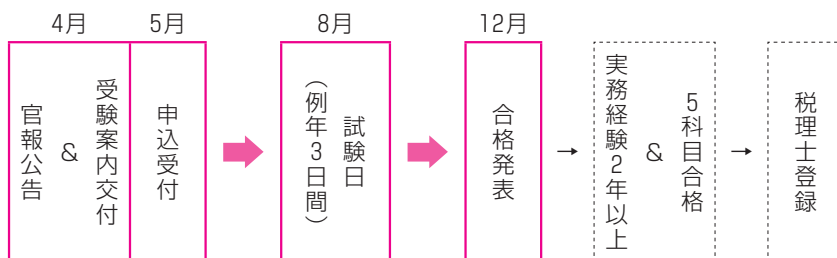 4月
5月
8月
12月
官報公告
&
受験案内交付
申込受付
試験日
(例年3日間)
合格発表
5科目合格
&
実務経験2年以上
税理士登録